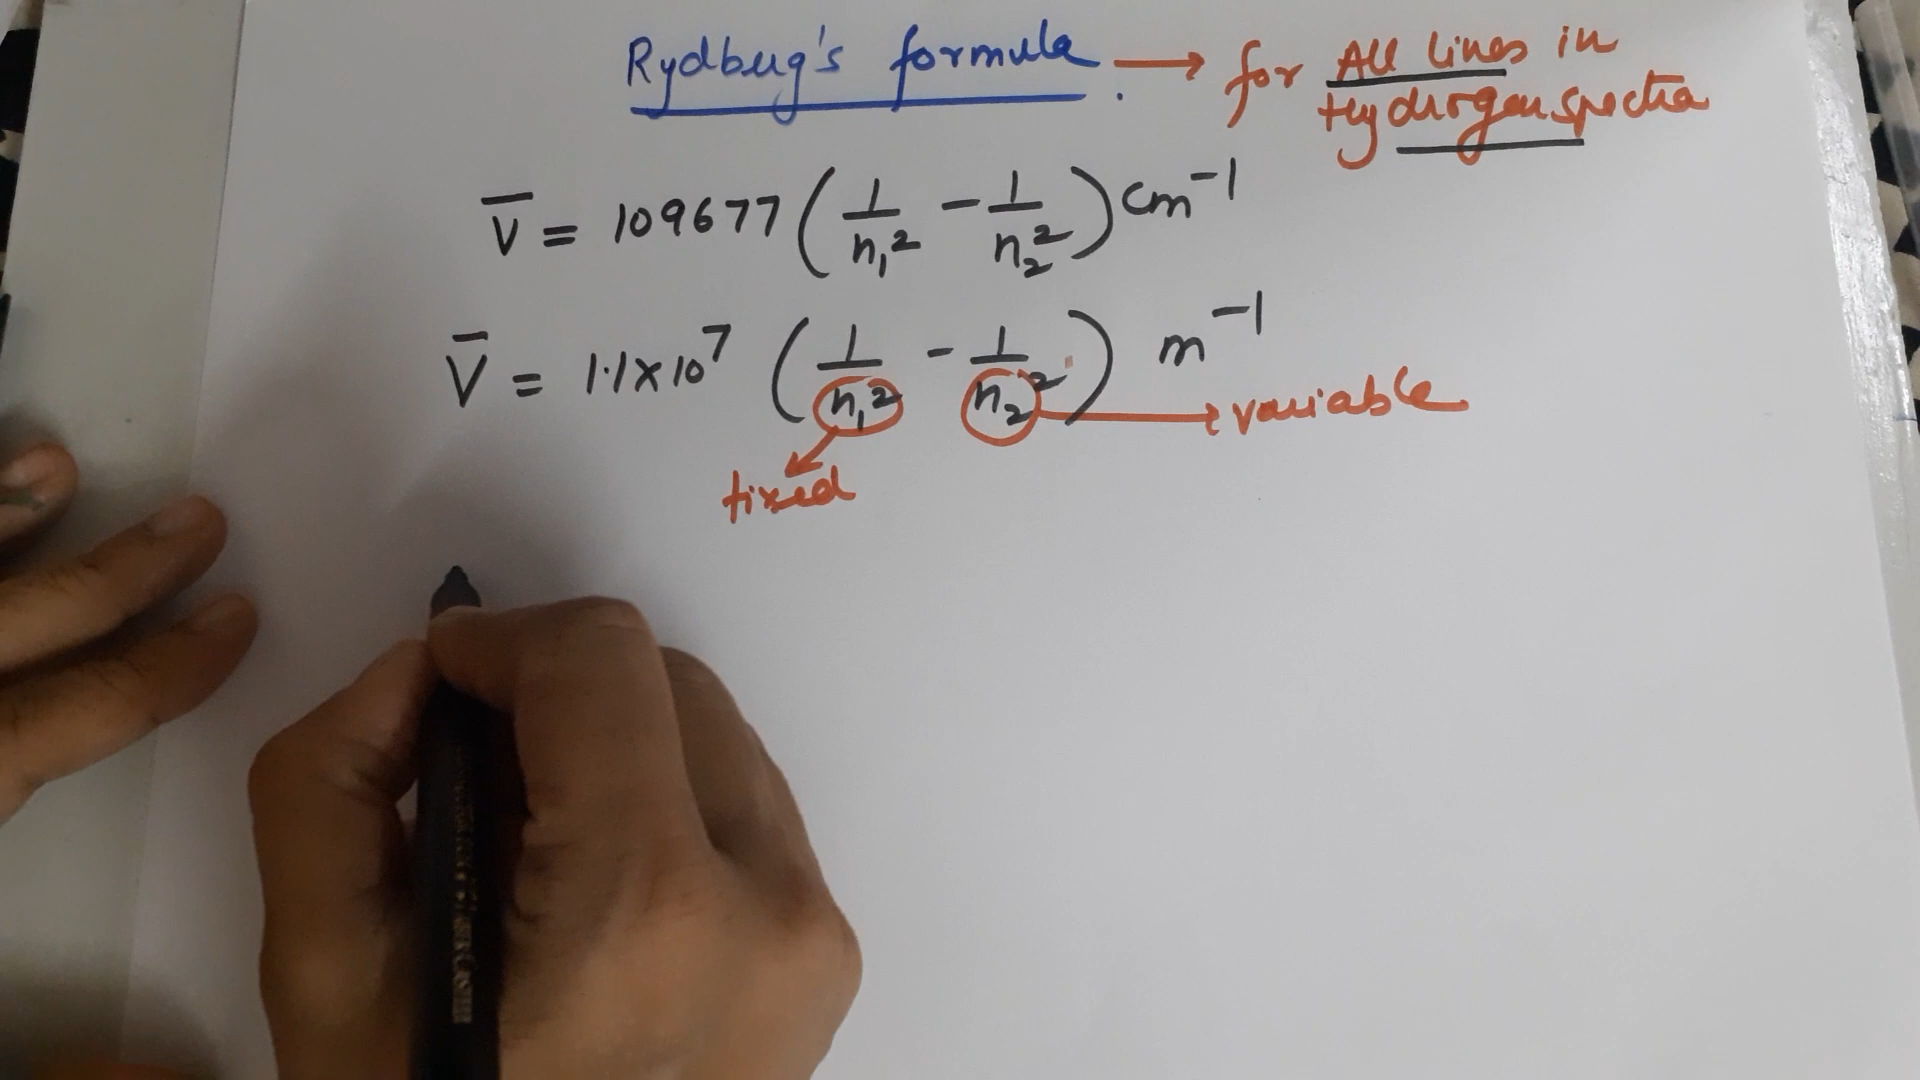 Rydberg's formula. → for All lines in
Hydrogen spectra
V̅ = 109677 (1/n₁² - 1/n₂²) cm⁻¹
V̅ = 1.1×10⁷ (1/n₁² - 1/n₂²) m⁻¹
→ variable
fixed